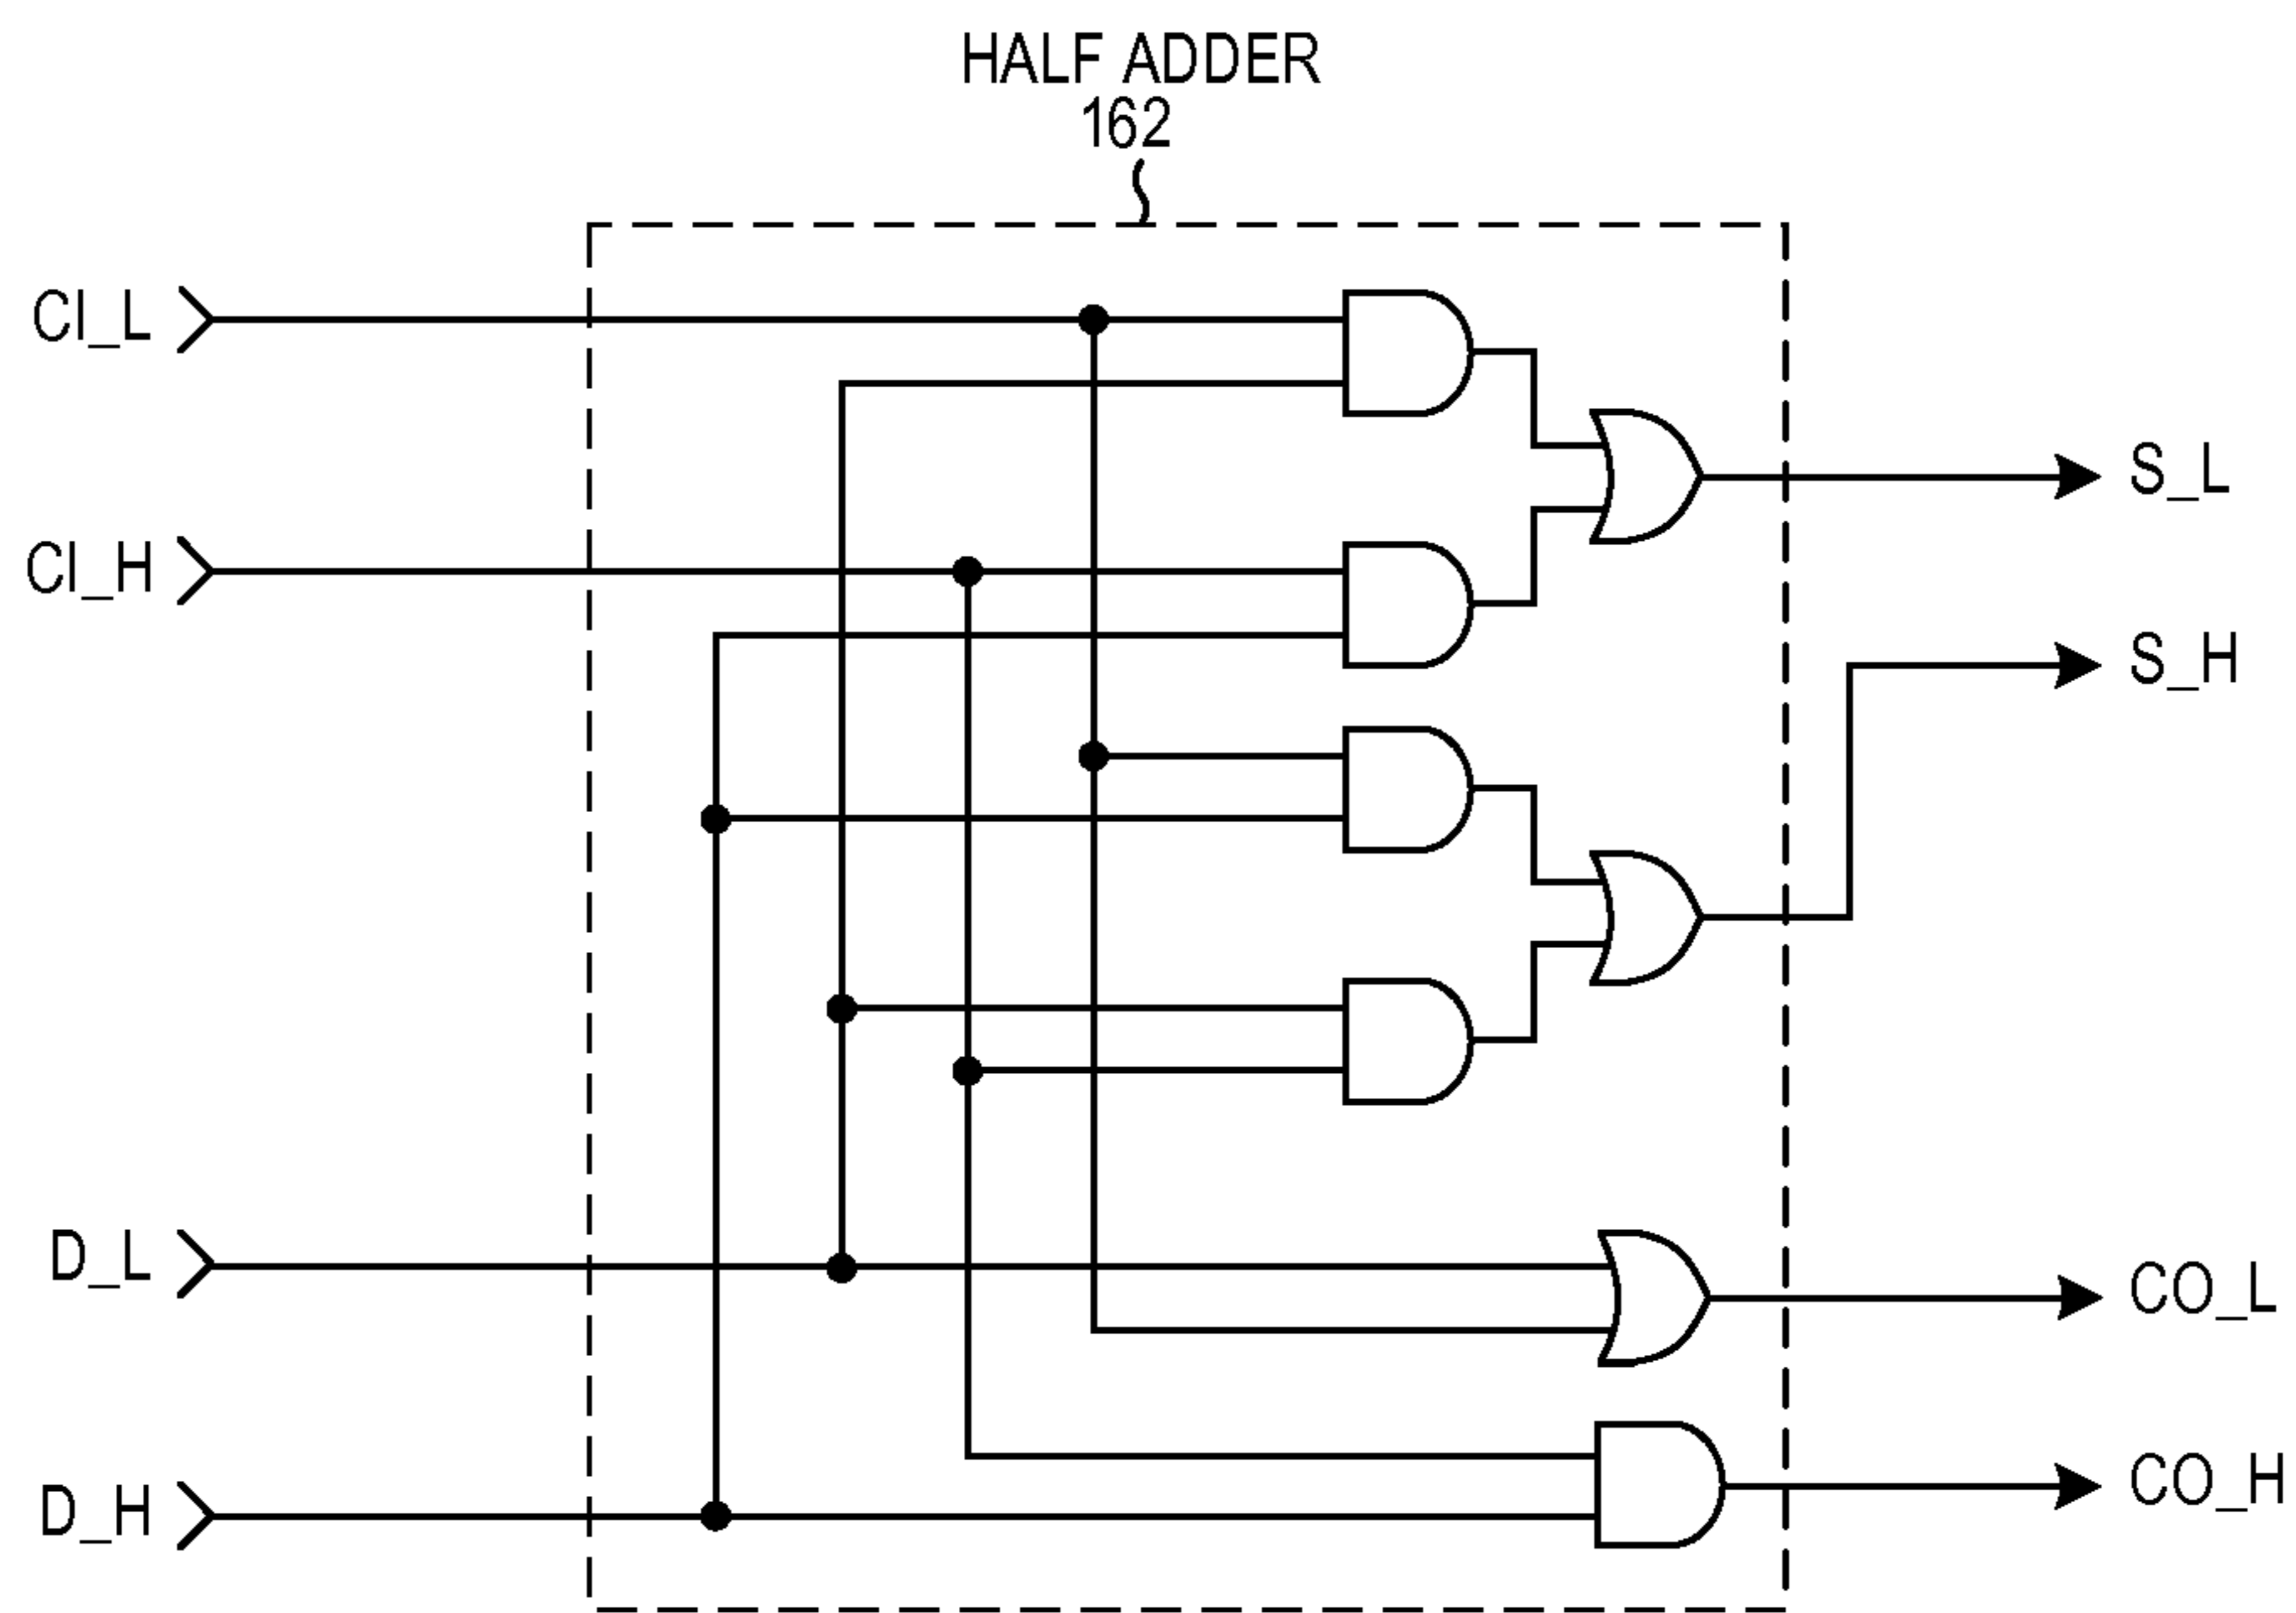 HALF ADDER
162
CI_L
CI_H
S_L
S_H
D_L
CO_L
D_H
CO_H